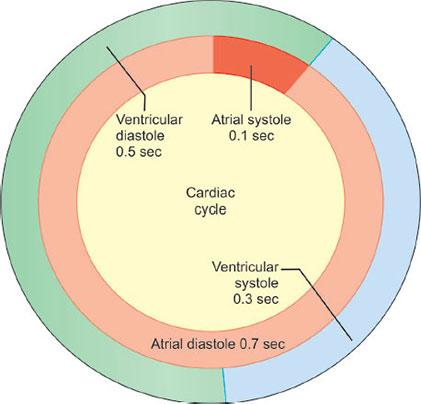 Ventricular
diastole
0.5 sec
Atrial systole
0.1 sec
Cardiac
cycle
Ventricular
systole
0.3 sec
Atrial diastole 0.7 sec